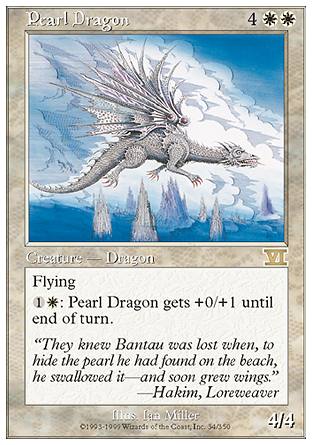 Pearl Dragon 4
Creature — Dragon VI
Flying
1: Pearl Dragon gets +0/+1 until
end of turn.
“They knew Bantau was lost when, to
hide the pearl he had found on the beach,
he swallowed it—and soon grew wings.”
—Hakim, Loreweaver
Illus. Ian Miller
©1993-1999 Wizards of the Coast, Inc. 34/350
4/4